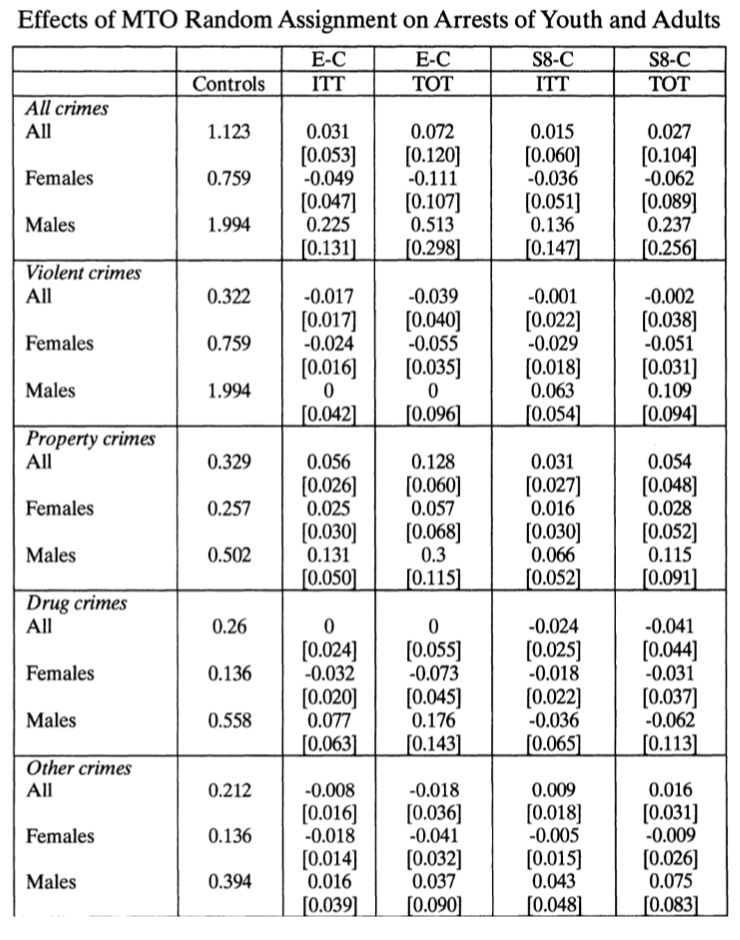 Effects of MTO Random Assignment on Arrests of Youth and Adults
E-C E-C S8-C S8-C
Controls ITT TOT ITT TOT
All crimes
All 1.123 0.031 0.072 0.015 0.027
[0.053] [0.120] [0.060] [0.104]
Females 0.759 -0.049 -0.111 -0.036 -0.062
[0.047] [0.107] [0.051] [0.089]
Males 1.994 0.225 0.513 0.136 0.237
[0.131] [0.298] [0.147] [0.256]
Violent crimes
All 0.322 -0.017 -0.039 -0.001 -0.002
[0.017] [0.040] [0.022] [0.038]
Females 0.759 -0.024 -0.055 -0.029 -0.051
[0.016] [0.035] [0.018] [0.031]
Males 1.994 0 0 0.063 0.109
[0.042] [0.096] [0.054] [0.094]
Property crimes
All 0.329 0.056 0.128 0.031 0.054
[0.026] [0.060] [0.027] [0.048]
Females 0.257 0.025 0.057 0.016 0.028
[0.030] [0.068] [0.030] [0.052]
Males 0.502 0.131 0.3 0.066 0.115
[0.050] [0.115] [0.052] [0.091]
Drug crimes
All 0.26 0 0 -0.024 -0.041
[0.024] [0.055] [0.025] [0.044]
Females 0.136 -0.032 -0.073 -0.018 -0.031
[0.020] [0.045] [0.022] [0.037]
Males 0.558 0.077 0.176 -0.036 -0.062
[0.063] [0.143] [0.065] [0.113]
Other crimes
All 0.212 -0.008 -0.018 0.009 0.016
[0.016] [0.036] [0.018] [0.031]
Females 0.136 -0.018 -0.041 -0.005 -0.009
[0.014] [0.032] [0.015] [0.026]
Males 0.394 0.016 0.037 0.043 0.075
[0.039] [0.090] [0.048] [0.083]